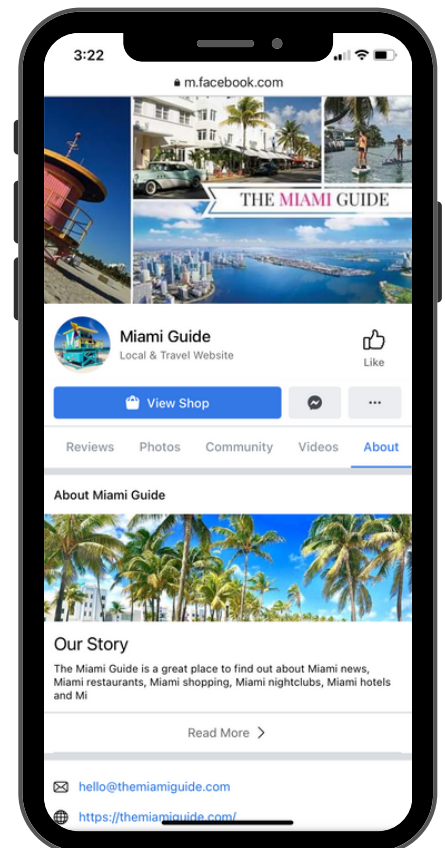 3:22
m.facebook.com
THE MIAMI GUIDE
Miami Guide
Local & Travel Website
Like
View Shop
Reviews Photos Community Videos About
About Miami Guide
Our Story
The Miami Guide is a great place to find out about Miami news,
Miami restaurants, Miami shopping, Miami nightclubs, Miami hotels
and Mi
Read More
hello@themiamiguide.com
https://themiamiguide.com/